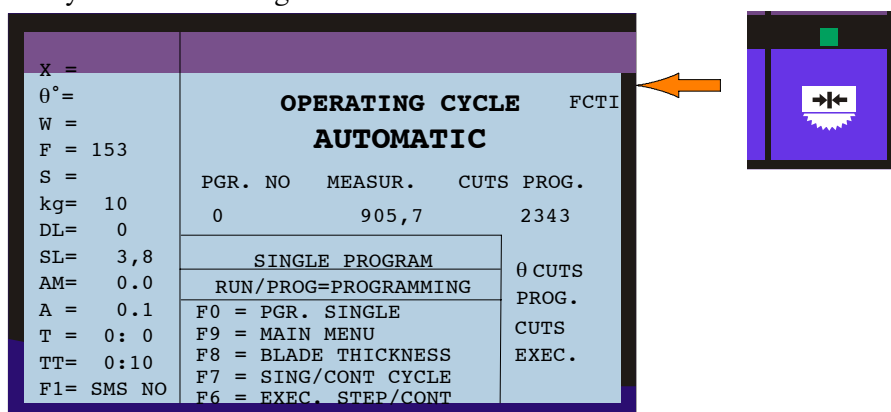 X =
θ°=
W =
F = 153
S =
kg= 10
DL= 0
SL= 3,8
AM= 0.0
A = 0.1
T = 0: 0
TT= 0:10
F1= SMS NO
OPERATING CYCLE FCTI
AUTOMATIC
PGR. NO MEASUR. CUTS PROG.
0 905,7 2343
SINGLE PROGRAM
RUN/PROG=PROGRAMMING
F0 = PGR. SINGLE
F9 = MAIN MENU
F8 = BLADE THICKNESS
F7 = SING/CONT CYCLE
F6 = EXEC. STEP/CONT
θ CUTS
PROG.
CUTS
EXEC.